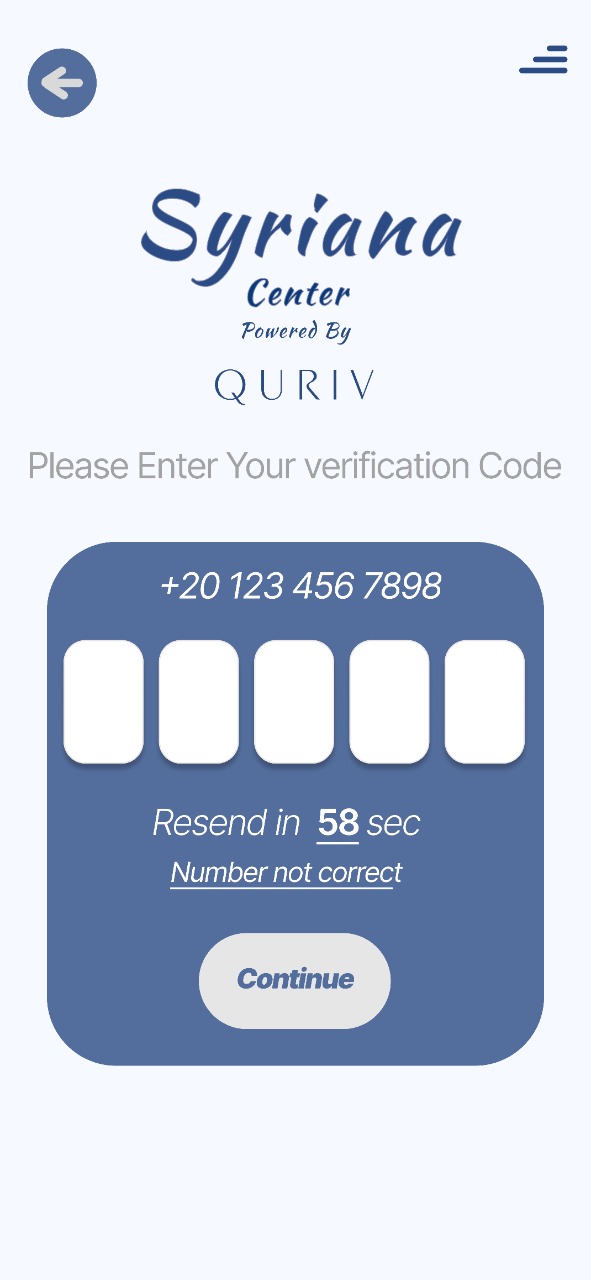 Syriana
Center
Powered By
QURIV
Please Enter Your verification Code
+20 123 456 7898
Resend in 58 sec
Number not correct
Continue